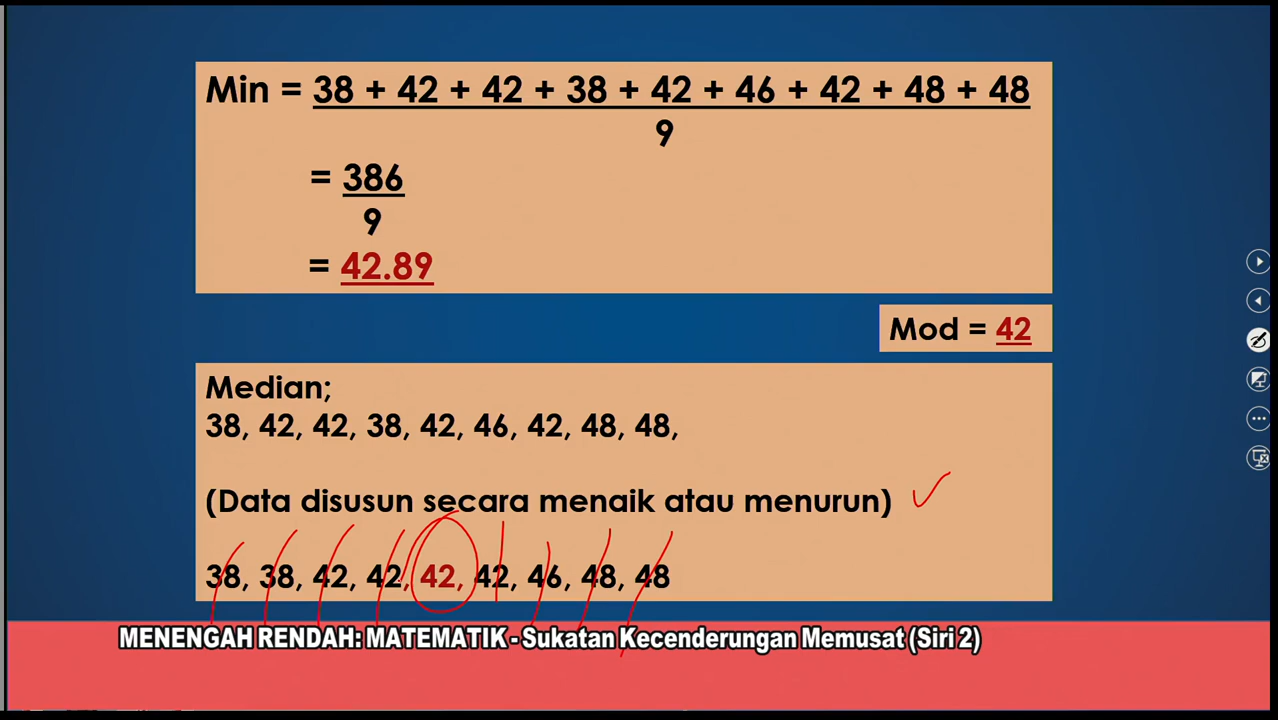 Min = 38 + 42 + 42 + 38 + 42 + 46 + 42 + 48 + 48
9
= 386
9
= 42.89
Mod = 42
Median;
38, 42, 42, 38, 42, 46, 42, 48, 48,
(Data disusun secara menaik atau menurun)
38, 38, 42, 42, 42, 42, 46, 48, 48
MENENGAH RENDAH: MATEMATIK - Sukatan Kecenderungan Memusat (Siri 2)